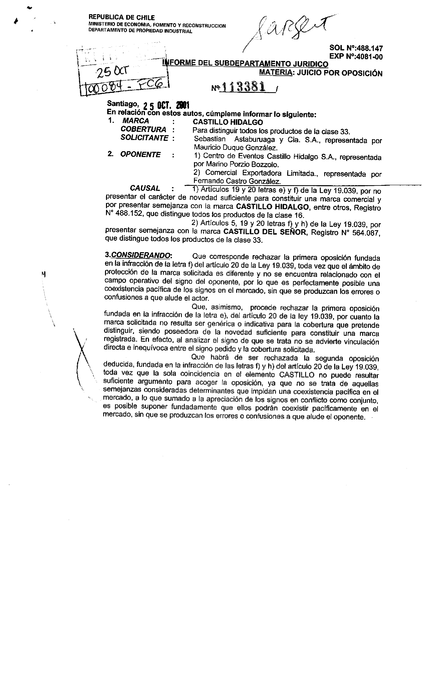 REPUBLICA DE CHILE
MINISTERIO DE ECONOMIA, FOMENTO Y RECONSTRUCCION
DEPARTAMENTO DE PROPIEDAD INDUSTRIAL
SOL Nº:488.147
EXP Nº:4081-00
25 OCT
INFORME DEL SUBDEPARTAMENTO JURIDICO
MATERIA: JUICIO POR OPOSICIÓN
Nº 113381 /
Santiago, 25 OCT. 2001
En relación con estos autos, cúmpleme informar lo siguiente:
1. MARCA : CASTILLO HIDALGO
COBERTURA : Para distinguir todos los productos de la clase 33.
SOLICITANTE : Sebastian Astaburuaga y Cía. S.A., representada por
Mauricio Duque González.
2. OPONENTE : 1) Centro de Eventos Castillo Hidalgo S.A., representada
por Marino Porzio Bozzolo.
2) Comercial Exportadora Limitada., representada por
Fernando Castro González.
CAUSAL : 1) Artículos 19 y 20 letras e) y f) de la Ley 19.039, por no
presentar el carácter de novedad suficiente para constituir una marca comercial y
por presentar semejanza con la marca CASTILLO HIDALGO, entre otros, Registro
N° 488.152, que distingue todos los productos de la clase 16.
2) Artículos 5, 19 y 20 letras f) y h) de la Ley 19.039, por
presentar semejanza con la marca CASTILLO DEL SEÑOR, Registro N° 564.087,
que distingue todos los productos de la clase 33.
3.CONSIDERANDO: Que corresponde rechazar la primera oposición fundada
en la infracción de la letra f) del artículo 20 de la Ley 19.039, toda vez que el ámbito de
protección de la marca solicitada es diferente y no se encuentra relacionado con el
campo operativo del signo del oponente, por lo que es perfectamente posible una
coexistencia pacífica de los signos en el mercado, sin que se produzcan los errores o
confusiones a que alude el actor.
Que, asimismo, procede rechazar la primera oposición
fundada en la infracción de la letra e), del artículo 20 de la ley 19.039, por cuanto la
marca solicitada no resulta ser genérica o indicativa para la cobertura que pretende
distinguir, siendo poseedora de la novedad suficiente para constituir una marca
registrada. En efecto, al analizar el signo de que se trata no se advierte vinculación
directa e inequívoca entre el signo pedido y la cobertura solicitada.
Que habrá de ser rechazada la segunda oposición
deducida, fundada en la infracción de las letras f) y h) del artículo 20 de la Ley 19.039,
toda vez que la sola coincidencia en el elemento CASTILLO no puede resultar
suficiente argumento para acoger la oposición, ya que no se trata de aquellas
semejanzas consideradas determinantes que impidan una coexistencia pacífica en el
mercado, a lo que sumado a la apreciación de los signos en conflicto como conjunto,
es posible suponer fundadamente que ellos podrán coexistir pacíficamente en el
mercado, sin que se produzcan los errores o confusiones a que alude el oponente.